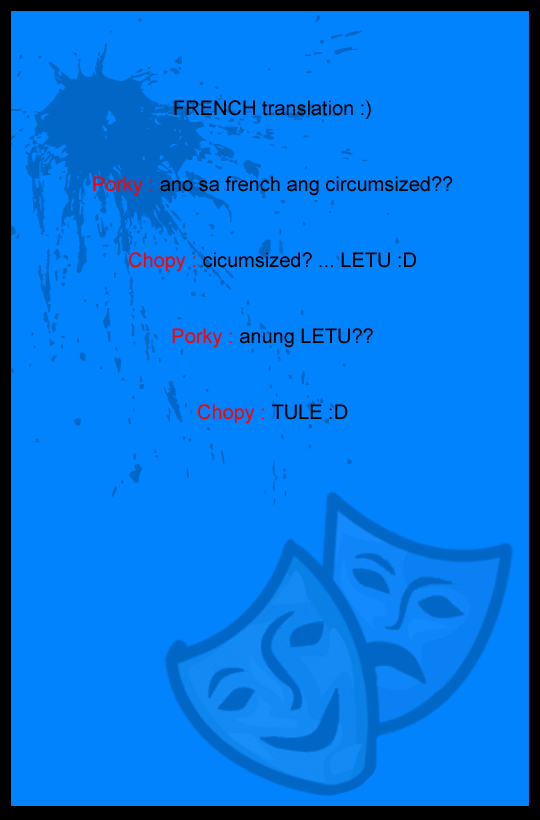 FRENCH translation :)
Porky : ano sa french ang circumsized??
Chopy : cicumsized? ... LETU :D
Porky : anung LETU??
Chopy : TULE :D